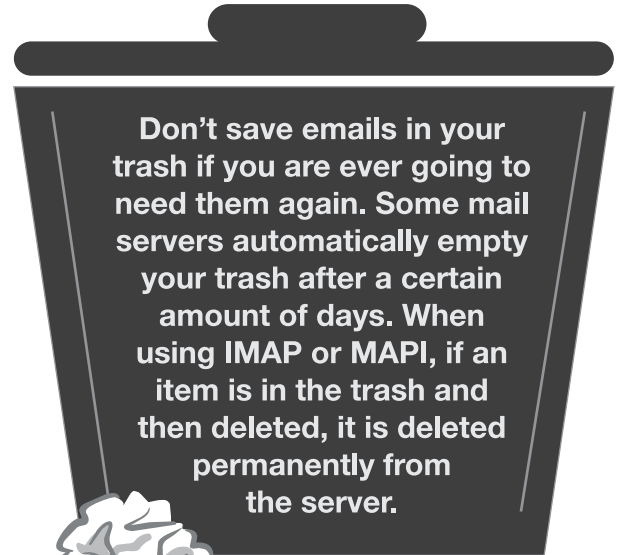 Don’t save emails in your
trash if you are ever going to
need them again. Some mail
servers automatically empty
your trash after a certain
amount of days. When
using IMAP or MAPI, if an
item is in the trash and
then deleted, it is deleted
permanently from
the server.